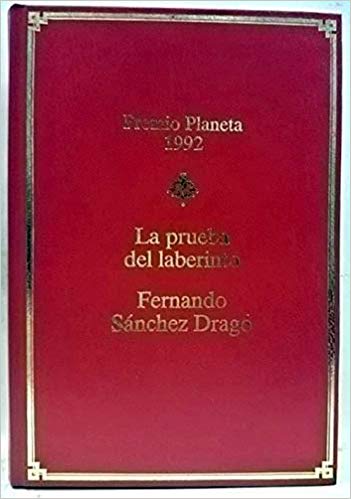 Premio Planeta
1992
La prueba
del laberinto
Fernando
Sánchez Dragó